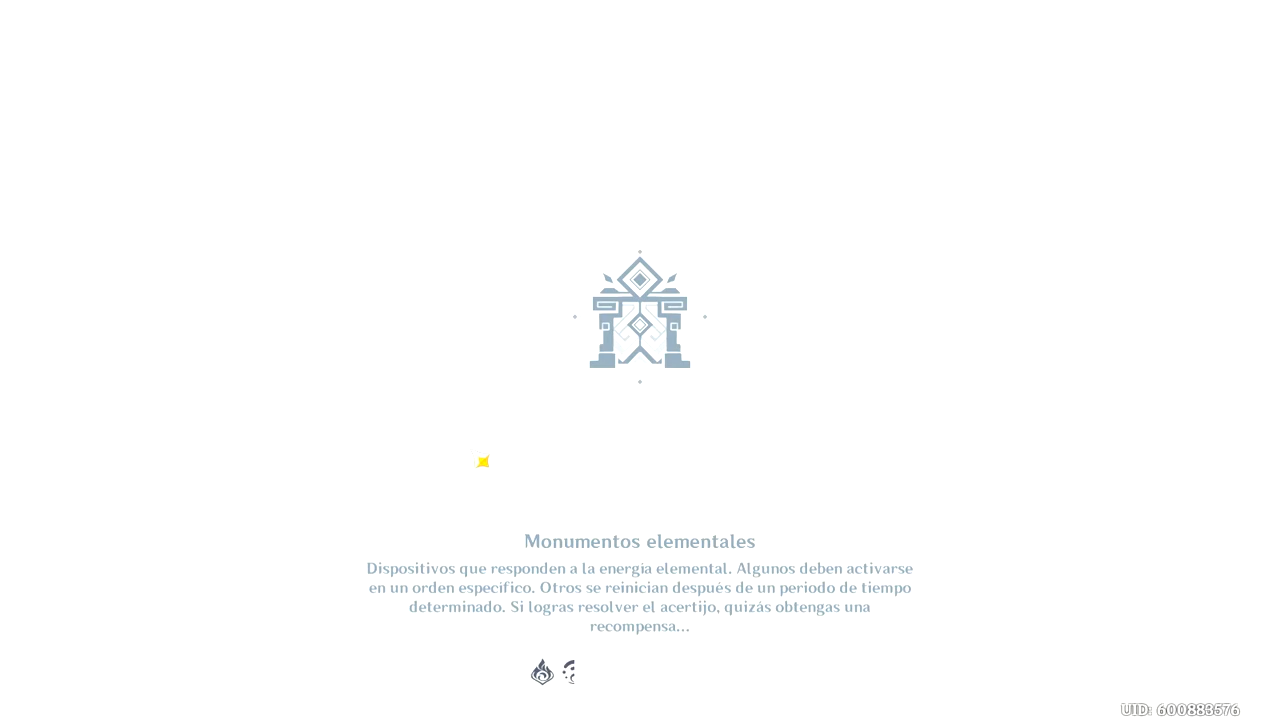 Monumentos elementales
Dispositivos que responden a la energía elemental. Algunos deben activarse
en un orden específico. Otros se reinician después de un periodo de tiempo
determinado. Si logras resolver el acertijo, quizás obtengas una
recompensa...
UID: 600883576